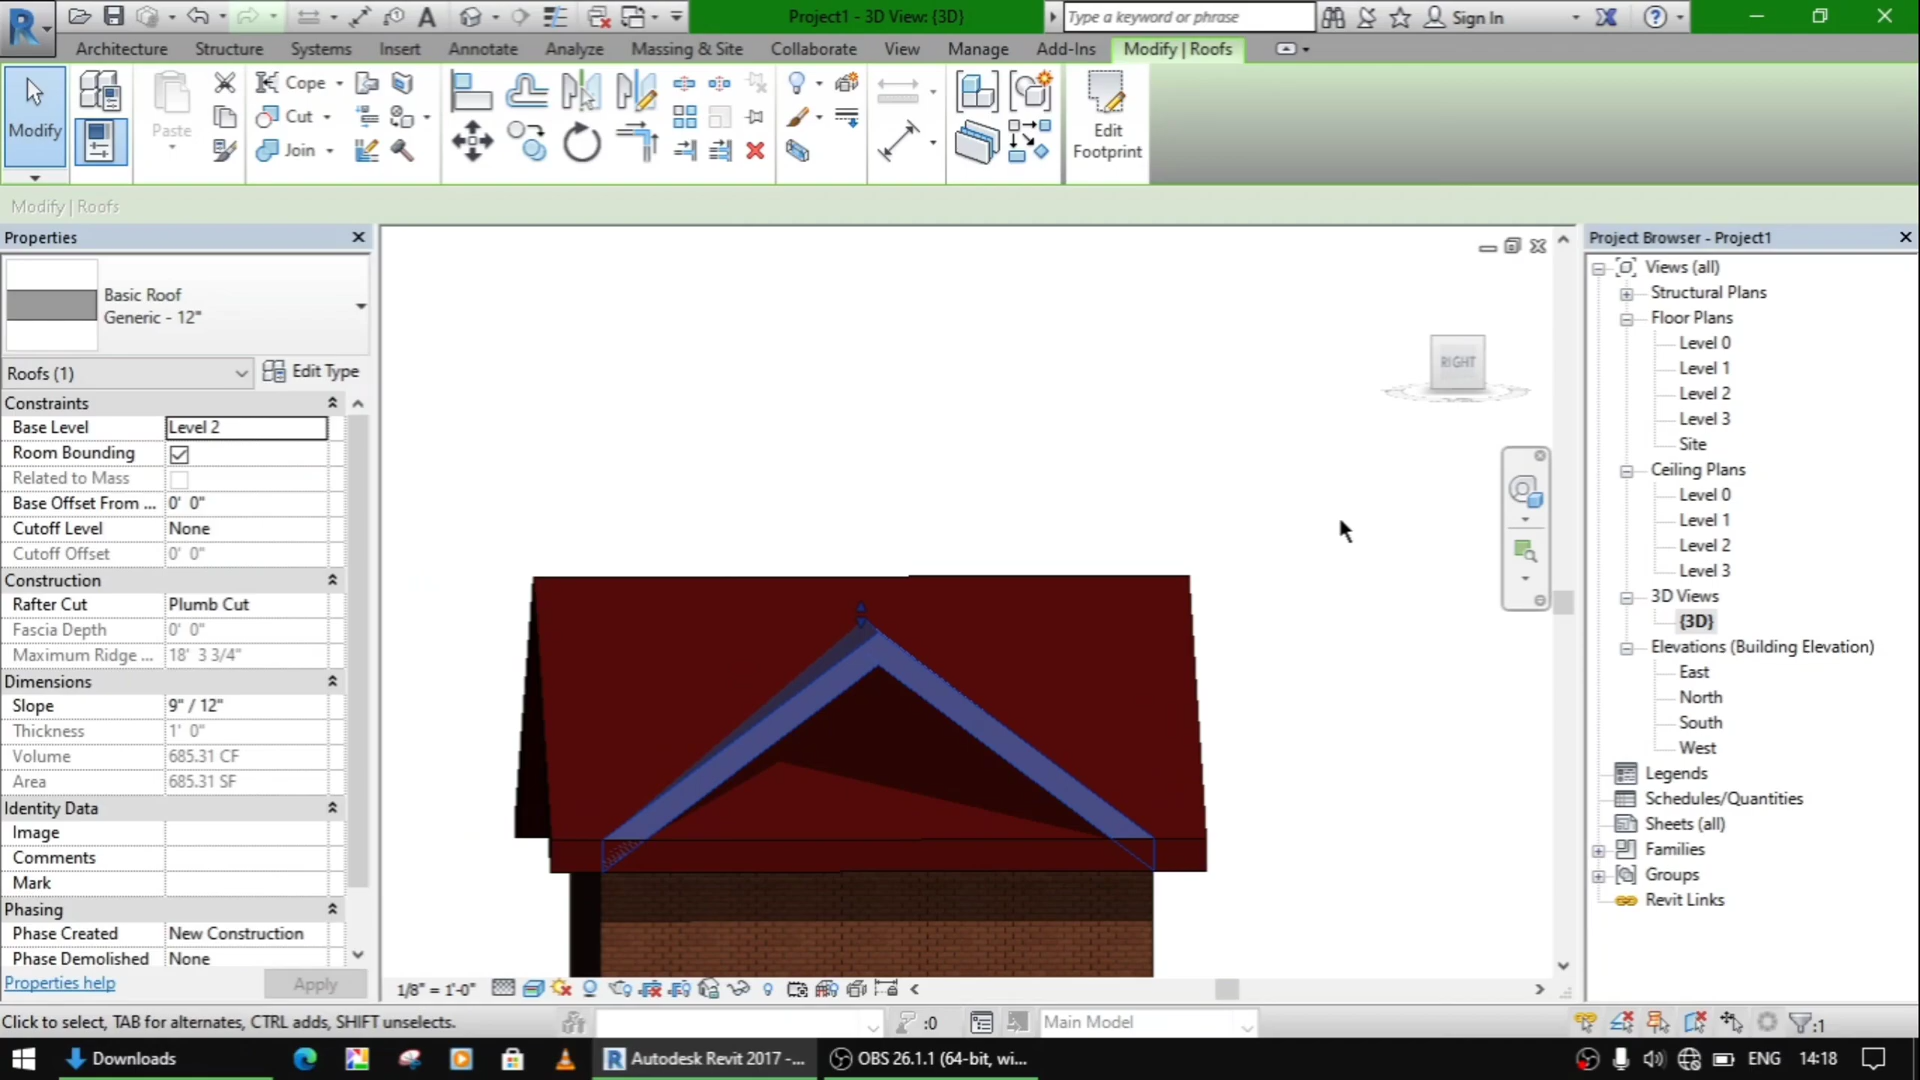 Project1 - 3D View: {3D}
Type a keyword or phrase
Sign In
Architecture
Structure
Systems
Insert
Annotate
Analyze
Massing & Site
Collaborate
View
Manage
Add-Ins
Modify | Roofs
Modify
Paste
Cope
Cut
Join
Edit
Footprint
Modify | Roofs
Properties
Basic Roof
Generic - 12"
Roofs (1)
Edit Type
Constraints
Base Level
Level 2
Room Bounding
Related to Mass
Base Offset From ...
0'  0"
Cutoff Level
None
Cutoff Offset
0'  0"
Construction
Rafter Cut
Plumb Cut
Fascia Depth
0'  0"
Maximum Ridge ...
18'  3 3/4"
Dimensions
Slope
9" / 12"
Thickness
1'  0"
Volume
685.31 CF
Area
685.31 SF
Identity Data
Image
Comments
Mark
Phasing
Phase Created
New Construction
Phase Demolished
None
Properties help
Apply
RIGHT
Project Browser - Project1
Views (all)
Structural Plans
Floor Plans
Level 0
Level 1
Level 2
Level 3
Site
Ceiling Plans
Level 0
Level 1
Level 2
Level 3
3D Views
{3D}
Elevations (Building Elevation)
East
North
South
West
Legends
Schedules/Quantities
Sheets (all)
Families
Groups
Revit Links
1/8" = 1'-0"
Click to select, TAB for alternates, CTRL adds, SHIFT unselects.
:0
Main Model
:1
Downloads
Autodesk Revit 2017 -...
OBS 26.1.1 (64-bit, wi...
ENG
14:18